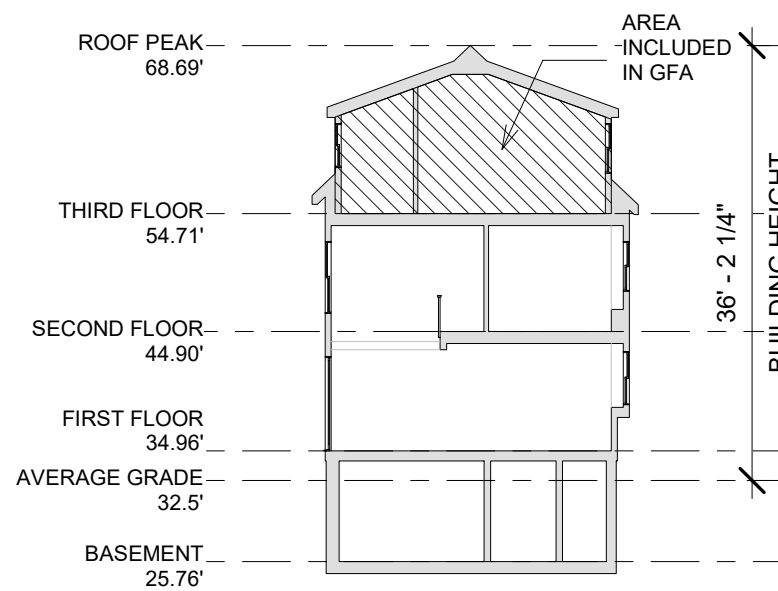 ROOF PEAK
68.69'
AREA
INCLUDED
IN GFA
THIRD FLOOR
54.71'
SECOND FLOOR
44.90'
FIRST FLOOR
34.96'
AVERAGE GRADE
32.5'
BASEMENT
25.76'
36' - 2 1/4"
BUILDING HEIGHT